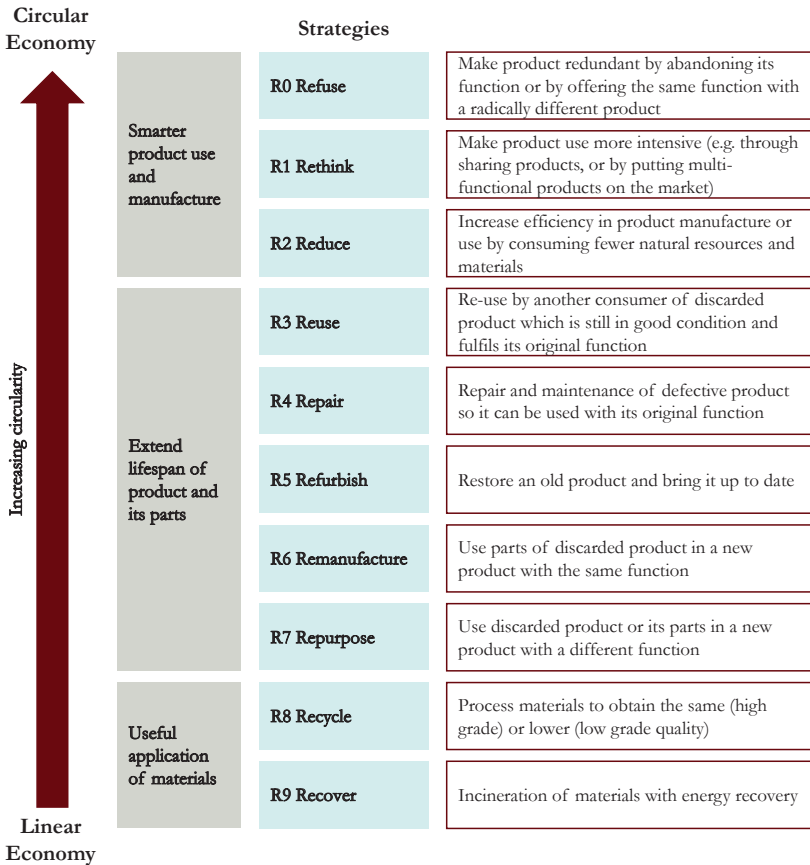 Circular
Economy
Strategies
Increasing circularity
Smarter
product use
and
manufacture
R0 Refuse
Make product redundant by abandoning its
function or by offering the same function with
a radically different product
R1 Rethink
Make product use more intensive (e.g. through
sharing products, or by putting multi-
functional products on the market)
R2 Reduce
Increase efficiency in product manufacture or
use by consuming fewer natural resources and
materials
Extend
lifespan of
product and
its parts
R3 Reuse
Re-use by another consumer of discarded
product which is still in good condition and
fulfils its original function
R4 Repair
Repair and maintenance of defective product
so it can be used with its original function
R5 Refurbish
Restore an old product and bring it up to date
R6 Remanufacture
Use parts of discarded product in a new
product with the same function
R7 Repurpose
Use discarded product or its parts in a new
product with a different function
Useful
application
of materials
R8 Recycle
Process materials to obtain the same (high
grade) or lower (low grade quality)
R9 Recover
Incineration of materials with energy recovery
Linear
Economy